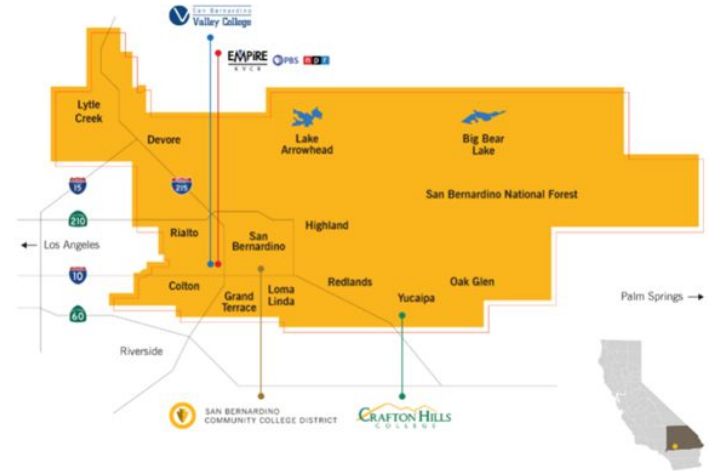 San Bernardino
Valley College
EMPIRE
KVCR
PBS
npr
Lytle
Creek
Devore
Lake
Arrowhead
Big Bear
Lake
San Bernardino National Forest
15
215
210
Rialto
San
Bernardino
Highland
Los Angeles
10
Colton
Grand
Terrace
Loma
Linda
Redlands
Yucaipa
Oak Glen
Palm Springs
60
Riverside
SAN BERNARDINO
COMMUNITY COLLEGE DISTRICT
CRAFTON HILLS
COLLEGE